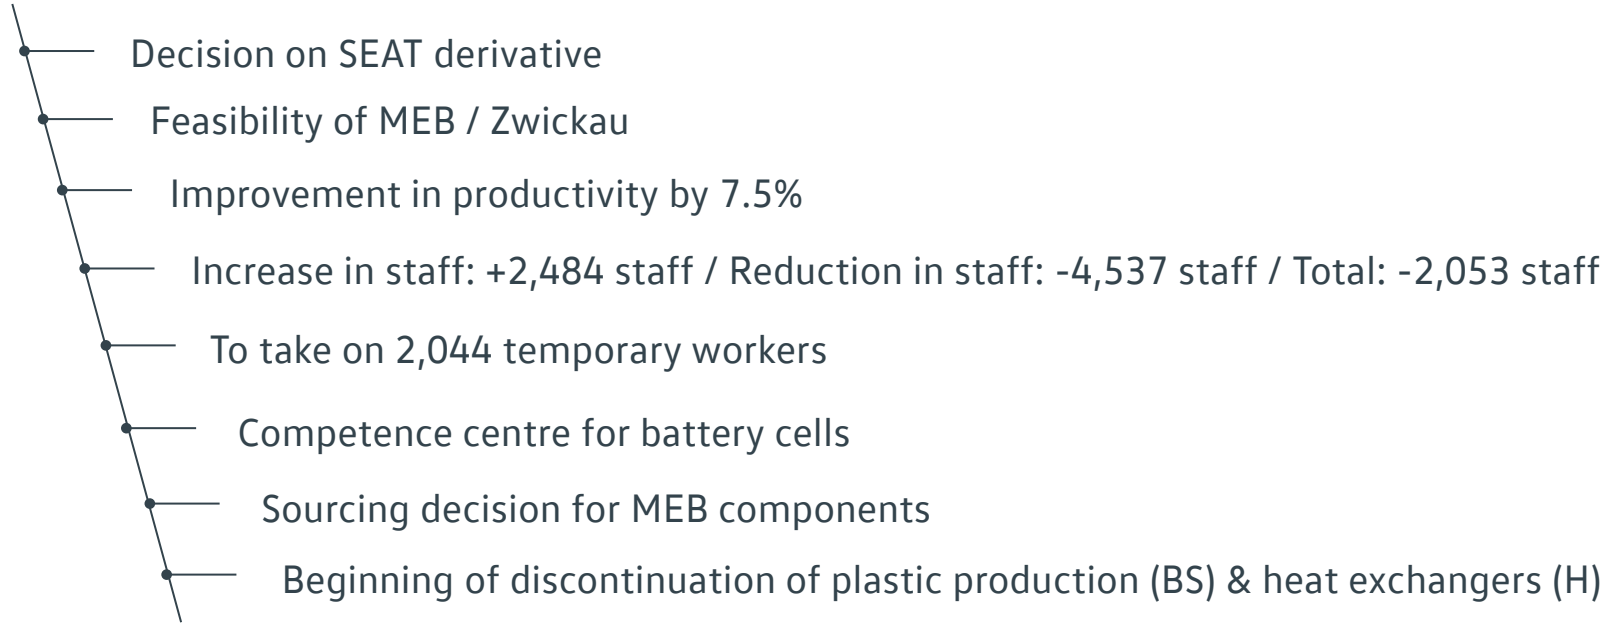 Decision on SEAT derivative
Feasibility of MEB / Zwickau
Improvement in productivity by 7.5%
Increase in staff: +2,484 staff / Reduction in staff: -4,537 staff / Total: -2,053 staff
To take on 2,044 temporary workers
Competence centre for battery cells
Sourcing decision for MEB components
Beginning of discontinuation of plastic production (BS) & heat exchangers (H)